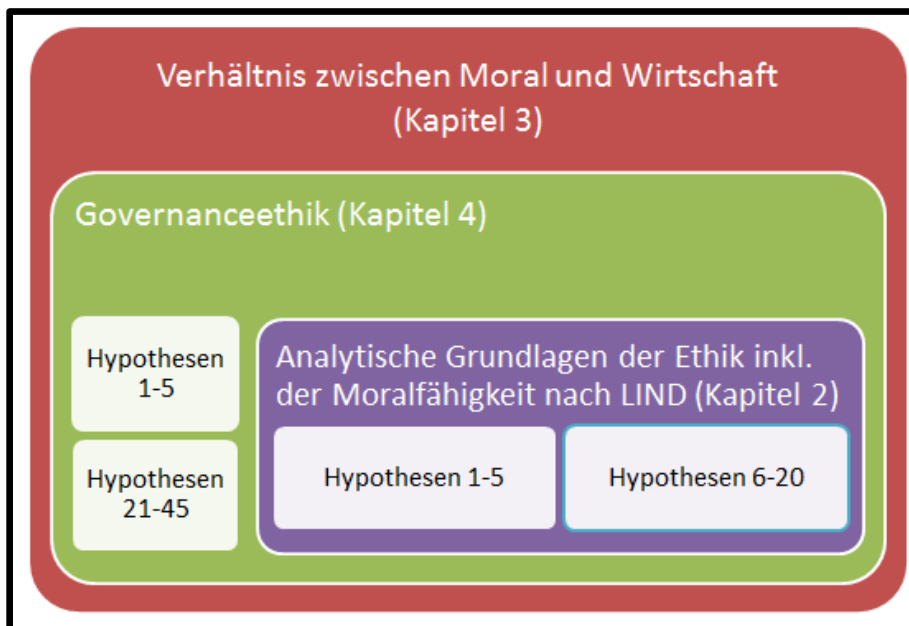 Verhältnis zwischen Moral und Wirtschaft
(Kapitel 3)
Governanceethik (Kapitel 4)
Hypothesen
1-5
Hypothesen
21-45
Analytische Grundlagen der Ethik inkl.
der Moralfähigkeit nach LIND (Kapitel 2)
Hypothesen 1-5
Hypothesen 6-20